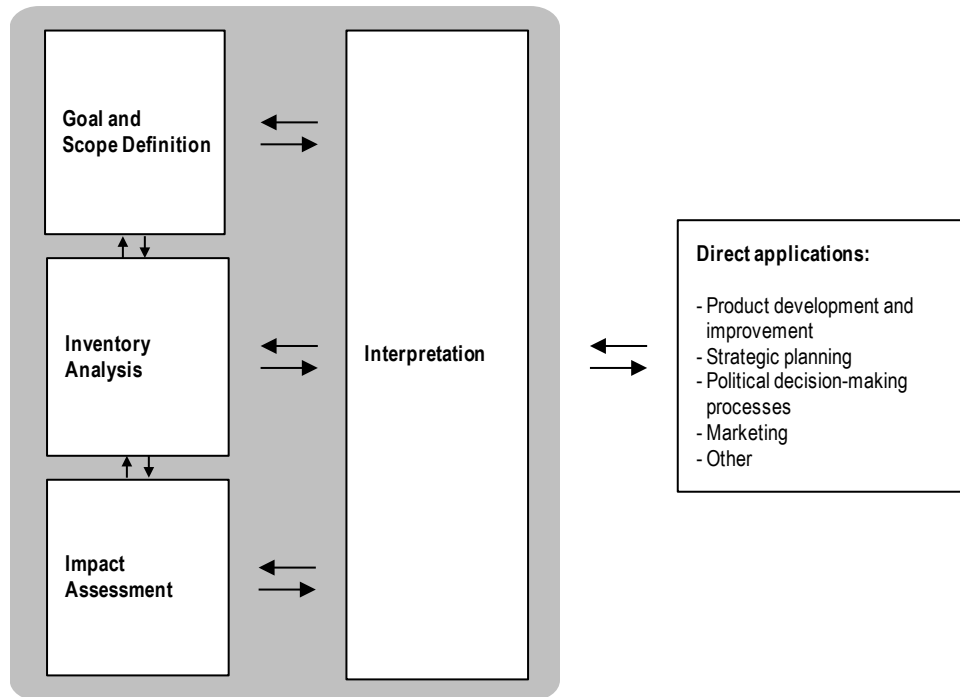 Goal and
Scope Definition
Inventory
Analysis
Impact
Assessment
Interpretation
Direct applications:
- Product development and
improvement
- Strategic planning
- Political decision-making
processes
- Marketing
- Other